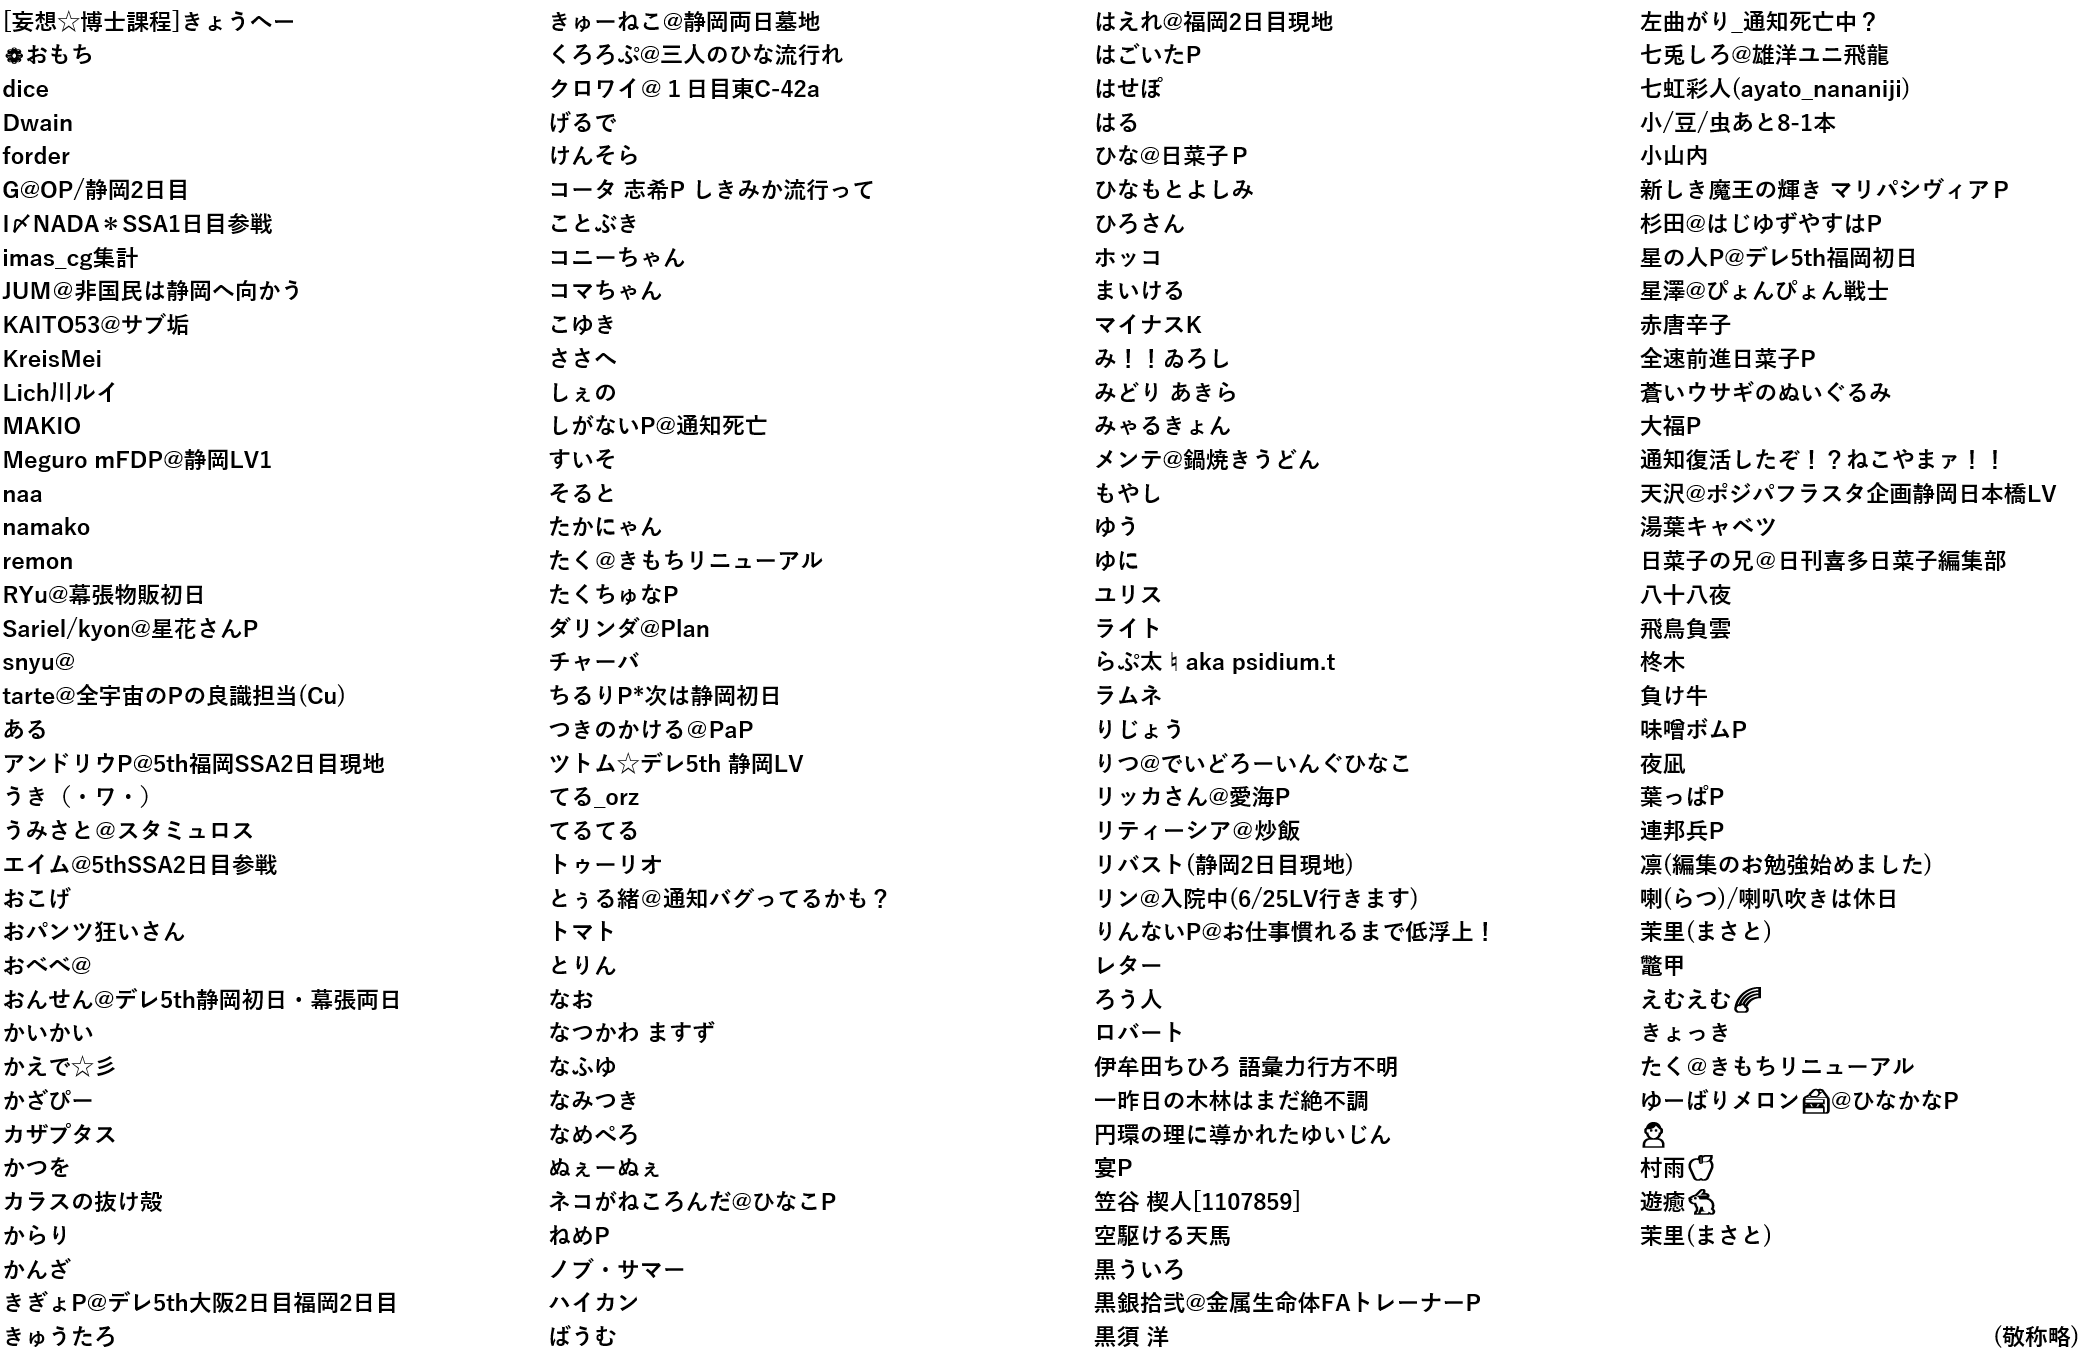 [妄想☆博士課程]きょうへー
❁おもち
dice
Dwain
forder
G@OP/静岡2日目
I〆NADA＊SSA1日目参戦
imas_cg集計
JUM@非国民は静岡へ向かう
KAITO53@サブ垢
KreisMei
Lich川ルイ
MAKIO
Meguro mFDP@静岡LV1
naa
namako
remon
RYu@幕張物販初日
Sariel/kyon@星花さんP
snyu@
tarte@全宇宙のPの良識担当(Cu)
ある
アンドリウP@5th福岡SSA2日目現地
うき（・ワ・）
うみさと@スタミュロス
エイム@5thSSA2日目参戦
おこげ
おパンツ狂いさん
おべべ@
おんせん@デレ5th静岡初日・幕張両日
かいかい
かえで☆彡
かざぴー
カザプタス
かつを
カラスの抜け殻
からり
かんざ
きぎょP@デレ5th大阪2日目福岡2日目
きゅうたろ
きゅーねこ@静岡両日墓地
くろろぷ@三人のひな流行れ
クロワイ@１日目東C-42a
げるで
けんそら
コータ 志希P しきみか流行って
ことぶき
コニーちゃん
コマちゃん
こゆき
ささへ
しぇの
しがないP@通知死亡
すいそ
そると
たかにゃん
たく@きもちリニューアル
たくちゅなP
ダリンダ@Plan
チャーバ
ちるりP*次は静岡初日
つきのかける@PaP
ツトム☆デレ5th 静岡LV
てる_orz
てるてる
トゥーリオ
とぅる緒@通知バグってるかも？
トマト
とりん
なお
なつかわ ますず
なふゆ
なみつき
なめぺろ
ぬぇーぬぇ
ネコがねころんだ@ひなこP
ねめP
ノブ・サマー
ハイカン
ばうむ
はえれ@福岡2日目現地
はごいたP
はせぽ
はる
ひな@日菜子Ｐ
ひなもとよしみ
ひろさん
ホッコ
まいける
マイナスK
み！！ゐろし
みどり あきら
みゃるきょん
メンテ@鍋焼きうどん
もやし
ゆう
ゆに
ユリス
ライト
らぷ太♮aka psidium.t
ラムネ
りじょう
りつ@でいどろーいんぐひなこ
リッカさん@愛海P
リティーシア@炒飯
リバスト(静岡2日目現地)
リン@入院中(6/25LV行きます)
りんないP@お仕事慣れるまで低浮上！
レター
ろう人
ロバート
伊牟田ちひろ 語彙力行方不明
一昨日の木林はまだ絶不調
円環の理に導かれたゆいじん
宴P
笠谷 楔人[1107859]
空駆ける天馬
黒ういろ
黒銀拾弐@金属生命体FAトレーナーP
黒須 洋
左曲がり_通知死亡中？
七兎しろ@雄洋ユニ飛龍
七虹彩人(ayato_nananiji)
小/豆/虫あと8-1本
小山内
新しき魔王の輝き マリパシヴィアＰ
杉田@はじゆずやすはP
星の人P@デレ5th福岡初日
星澤@ぴょんぴょん戦士
赤唐辛子
全速前進日菜子P
蒼いウサギのぬいぐるみ
大福P
通知復活したぞ！？ねこやまァ！！
天沢@ポジパフラスタ企画静岡日本橋LV
湯葉キャベツ
日菜子の兄@日刊喜多日菜子編集部
八十八夜
飛鳥負雲
柊木
負け牛
味噌ボムP
夜凪
葉っぱP
連邦兵P
凛(編集のお勉強始めました)
喇(らつ)/喇叭吹きは休日
茉里(まさと)
鼈甲
えむえむ🌈
きょっき
たく@きもちリニューアル
ゆーばりメロン🍰@ひなかなP
村雨
遊癒🐇
茉里(まさと)
(敬称略)